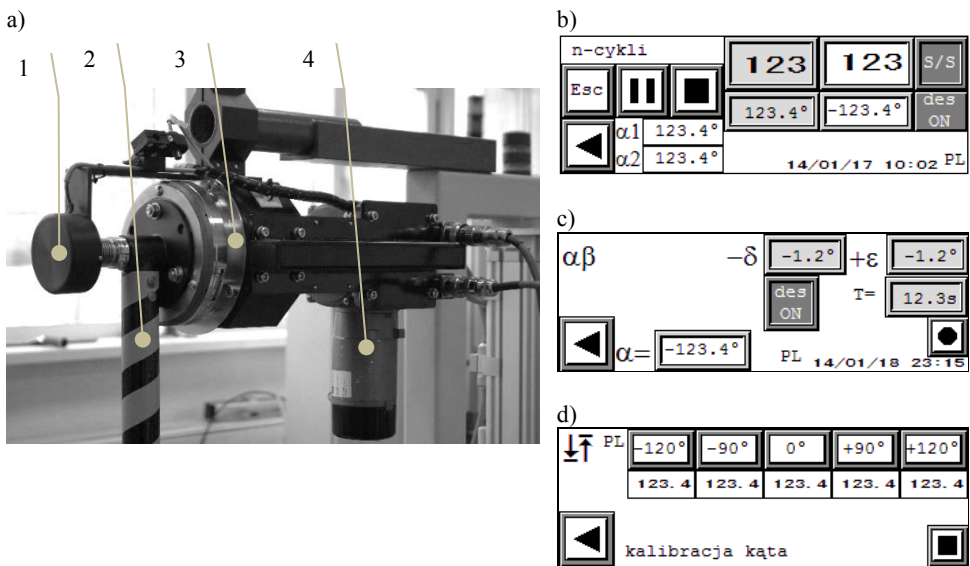 a)
1 2 3 4
b)
n-cykli 123 123 S/S
Esc 123.4° -123.4° des ON
α1 123.4°
α2 123.4°
14/01/17 10:02 PL
c)
αβ -δ -1.2° +ε -1.2°
des ON T= 12.3s
α= -123.4° PL 14/01/18 23:15
d)
PL -120° -90° 0° +90° +120°
123.4 123.4 123.4 123.4 123.4
kalibracja kąta